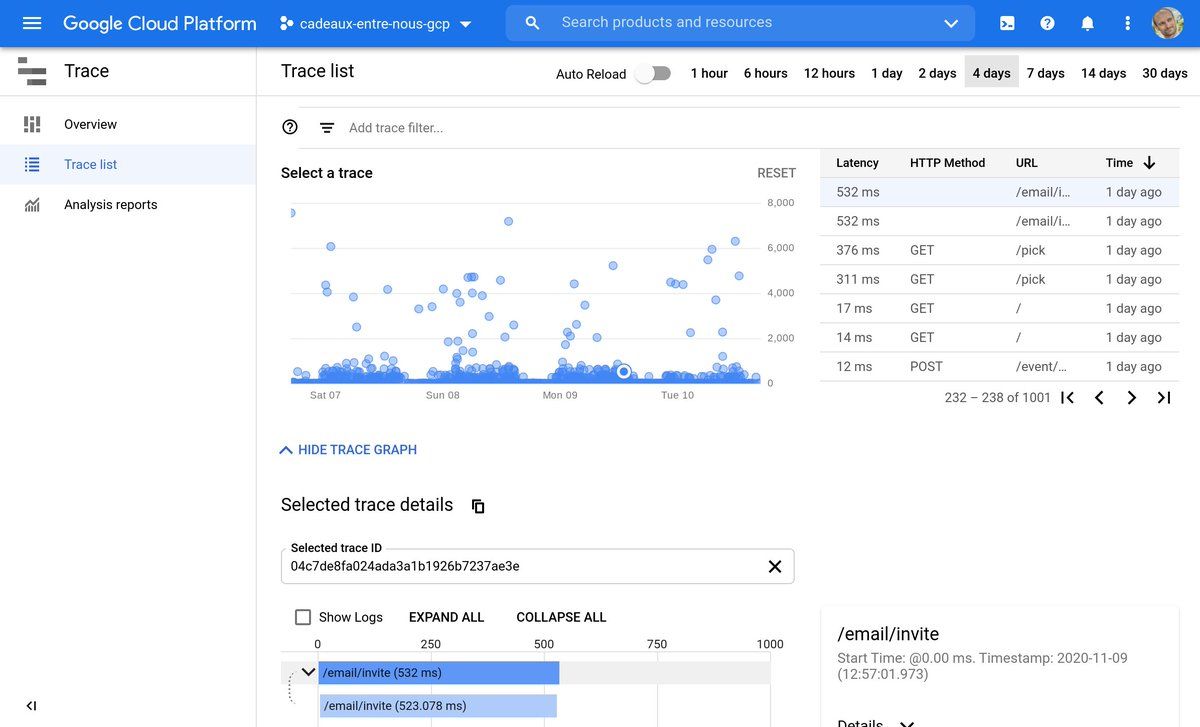 Google Cloud Platform
cadeaux-entre-nous-gcp
Search products and resources
Trace
Overview
Trace list
Analysis reports
Trace list
Auto Reload
1 hour 6 hours 12 hours 1 day 2 days 4 days 7 days 14 days 30 days
Add trace filter...
Select a trace
RESET
8,000
6,000
4,000
2,000
0
Sat 07 Sun 08 Mon 09 Tue 10
Latency HTTP Method URL Time
532 ms /email/i... 1 day ago
532 ms /email/i... 1 day ago
376 ms GET /pick 1 day ago
311 ms GET /pick 1 day ago
17 ms GET / 1 day ago
14 ms GET / 1 day ago
12 ms POST /event/... 1 day ago
232 – 238 of 1001
HIDE TRACE GRAPH
Selected trace details
Selected trace ID
04c7de8fa024ada3a1b1926b7237ae3e
Show Logs EXPAND ALL COLLAPSE ALL
0 250 500 750 1000
/email/invite (532 ms)
/email/invite (523.078 ms)
/email/invite
Start Time: @0.00 ms. Timestamp: 2020-11-09
(12:57:01.973)
Details